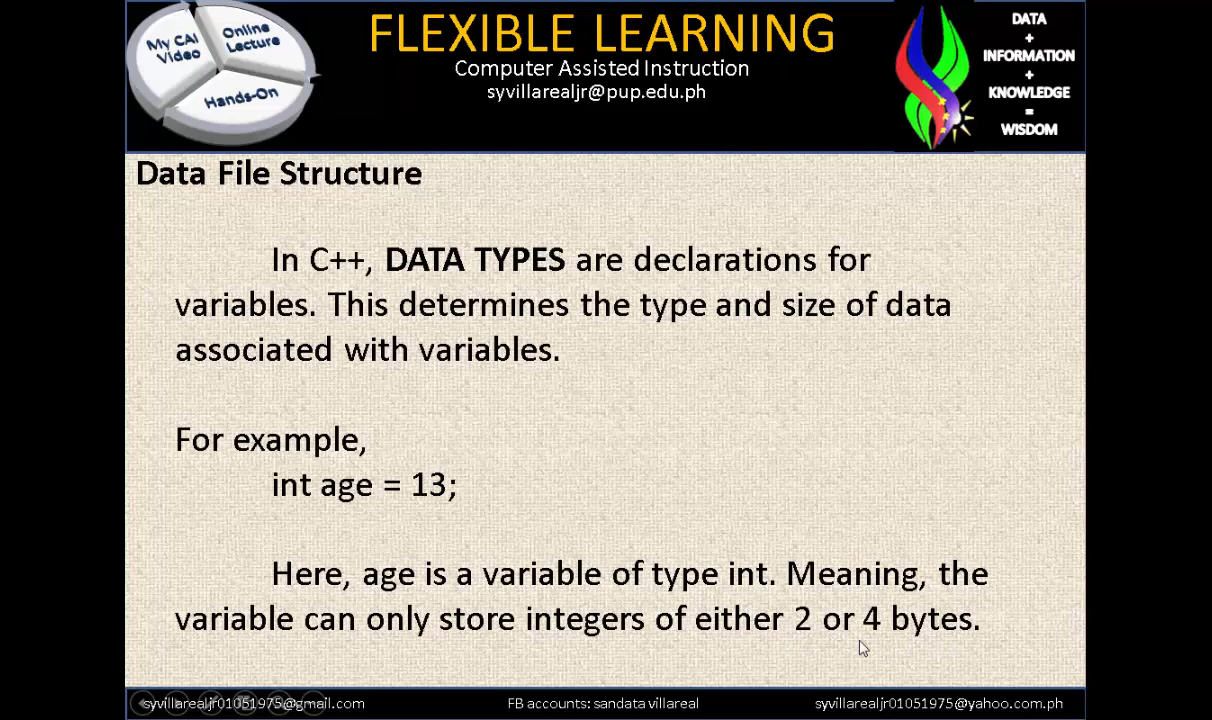 My CAI
Video
Online
Lecture
Hands-On
FLEXIBLE LEARNING
Computer Assisted Instruction
syvillarealjr@pup.edu.ph
DATA
+
INFORMATION
+
KNOWLEDGE
=
WISDOM
Data File Structure
In C++, DATA TYPES are declarations for
variables. This determines the type and size of data
associated with variables.
For example,
int age = 13;
Here, age is a variable of type int. Meaning, the
variable can only store integers of either 2 or 4 bytes.
syvillarealjr01051975@gmail.com
FB accounts: sandata villareal
syvillarealjr01051975@yahoo.com.ph